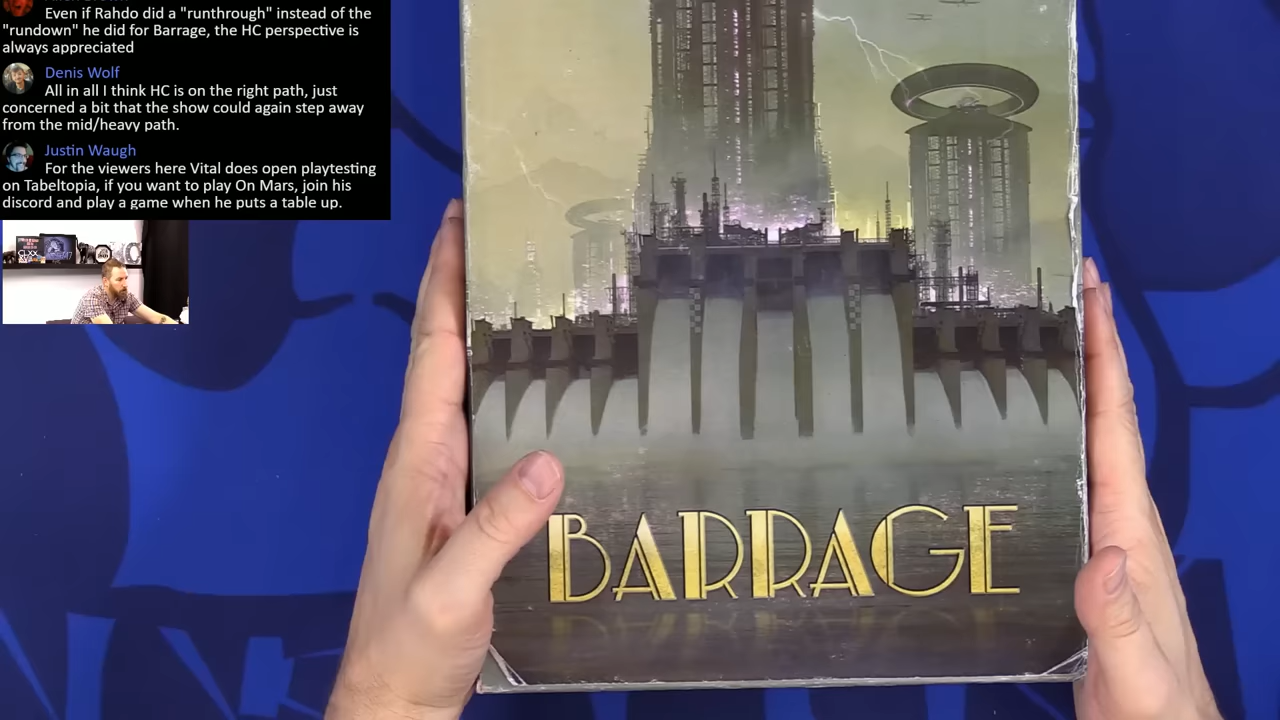 Even if Rahdo did a "runthrough" instead of the
"rundown" he did for Barrage, the HC perspective is
always appreciated
Denis Wolf
All in all I think HC is on the right path, just
concerned a bit that the show could again step away
from the mid/heavy path.
Justin Waugh
For the viewers here Vital does open playtesting
on Tabeltopia, if you want to play On Mars, join his
discord and play a game when he puts a table up.
BARRAGE